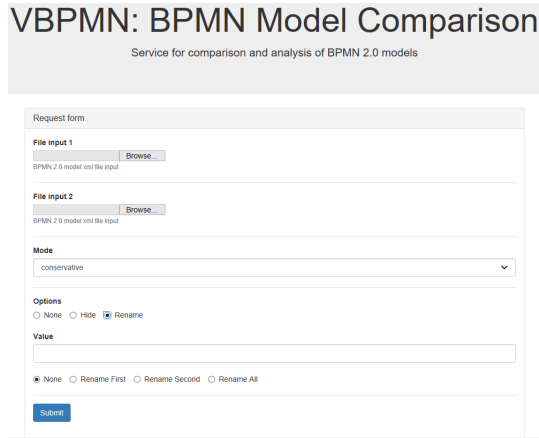 VBPMN: BPMN Model Comparison
Service for comparison and analysis of BPMN 2.0 models
Request form
File input 1
Browse...
BPMN 2.0 model xml file input
File input 2
Browse...
BPMN 2.0 model xml file input
Mode
conservative
Options
None Hide Rename
Value
None Rename First Rename Second Rename All
Submit